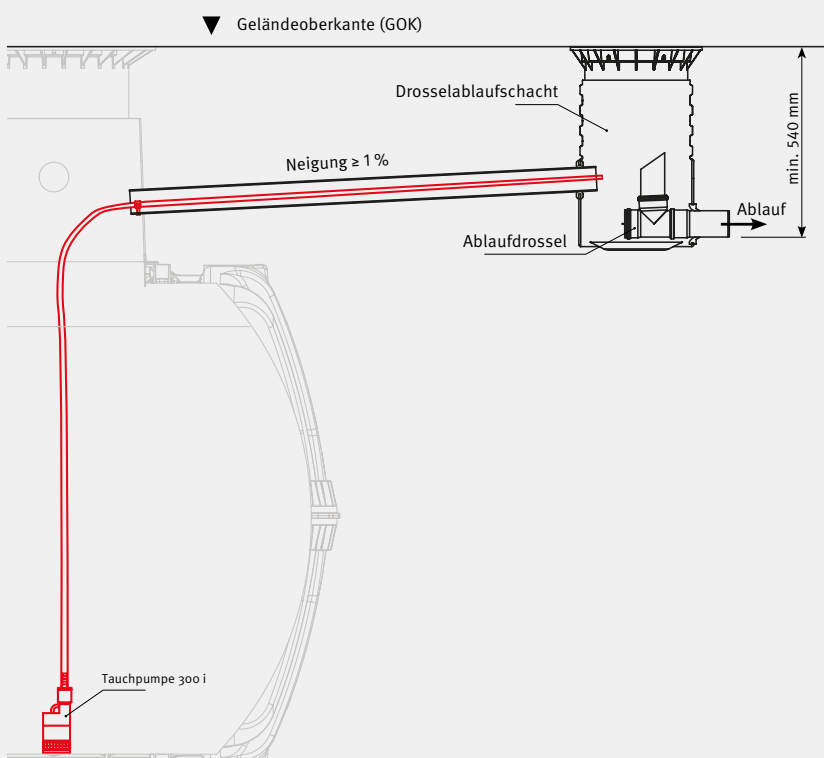 Geländeoberkante (GOK)
Drosselablaufschacht
min. 540 mm
Neigung ≥ 1 %
Ablauf
Ablaufdrossel
Tauchpumpe 300 i